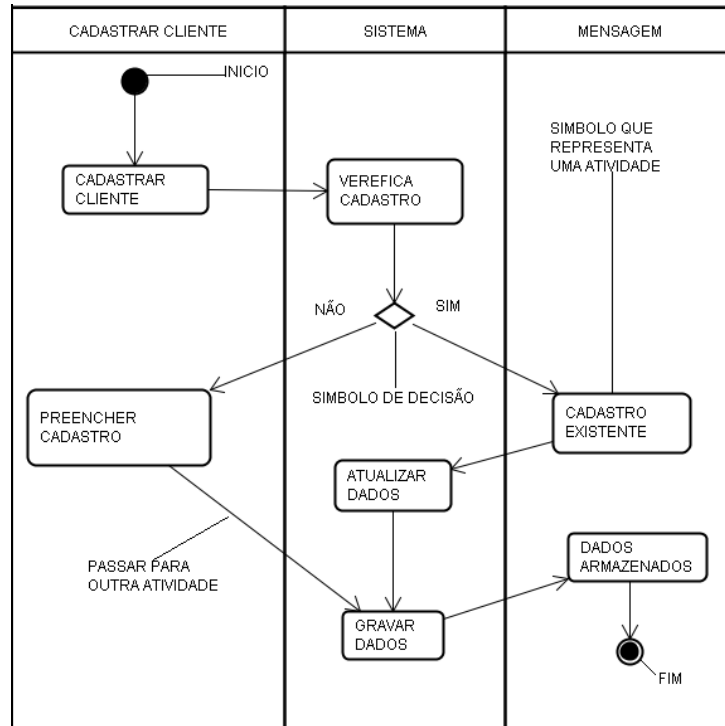 CADASTRAR CLIENTE
SISTEMA
MENSAGEM
INICIO
SIMBOLO QUE
REPRESENTA
UMA ATIVIDADE
CADASTRAR
CLIENTE
VEREFICA
CADASTRO
NÃO
SIM
SIMBOLO DE DECISÃO
PREENCHER
CADASTRO
CADASTRO
EXISTENTE
ATUALIZAR
DADOS
PASSAR PARA
OUTRA ATIVIDADE
DADOS
ARMAZENADOS
GRAVAR
DADOS
FIM